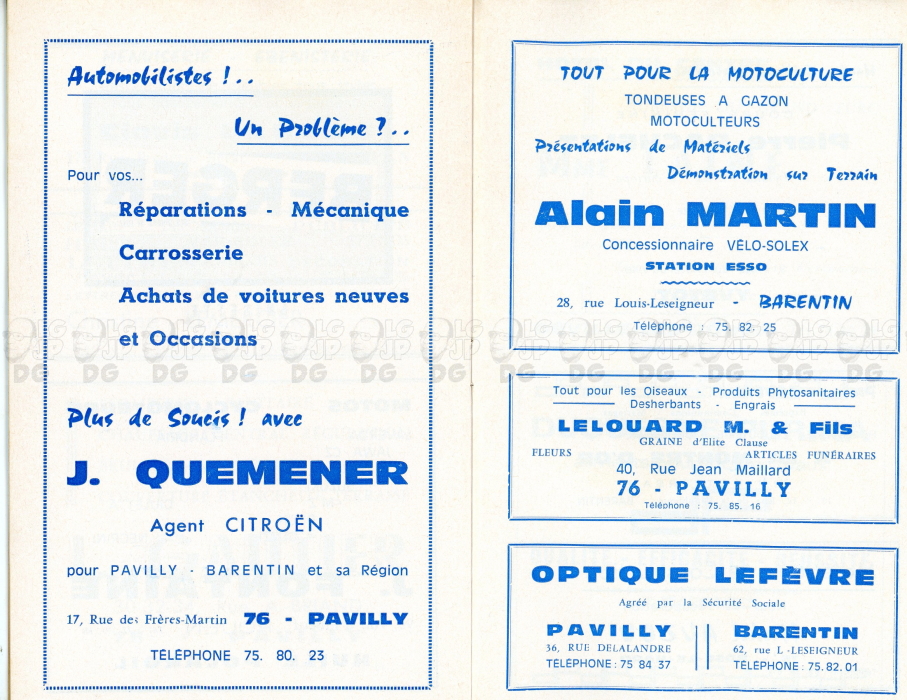 Automobilistes !..
Un Problème ?..
Pour vos...
Réparations - Mécanique
Carrosserie
Achats de voitures neuves
et Occasions
Plus de Soucis ! avec
J. QUEMENER
Agent CITROËN
pour PAVILLY - BARENTIN et sa Région
17, Rue des Frères-Martin 76 - PAVILLY
TÉLÉPHONE 75. 80. 23
TOUT POUR LA MOTOCULTURE
TONDEUSES A GAZON
MOTOCULTEURS
Présentations de Matériels
Démonstration sur Terrain
Alain MARTIN
Concessionnaire VÉLO-SOLEX
STATION ESSO
28, rue Louis-Leseigneur - BARENTIN
Téléphone : 75. 82. 25
Tout pour les Oiseaux - Produits Phytosanitaires
Desherbants - Engrais
LELOUARD M. & Fils
GRAINE d'Elite Clause
FLEURS ARTICLES FUNÉRAIRES
40, Rue Jean Maillard
76 - PAVILLY
Téléphone : 75. 85. 16
OPTIQUE LEFÈVRE
Agréé par la Sécurité Sociale
PAVILLY
36, RUE DELALANDRE
TÉLÉPHONE : 75 84 37
BARENTIN
62, rue L.-LESEIGNEUR
TÉLÉPHONE : 75. 82. 01